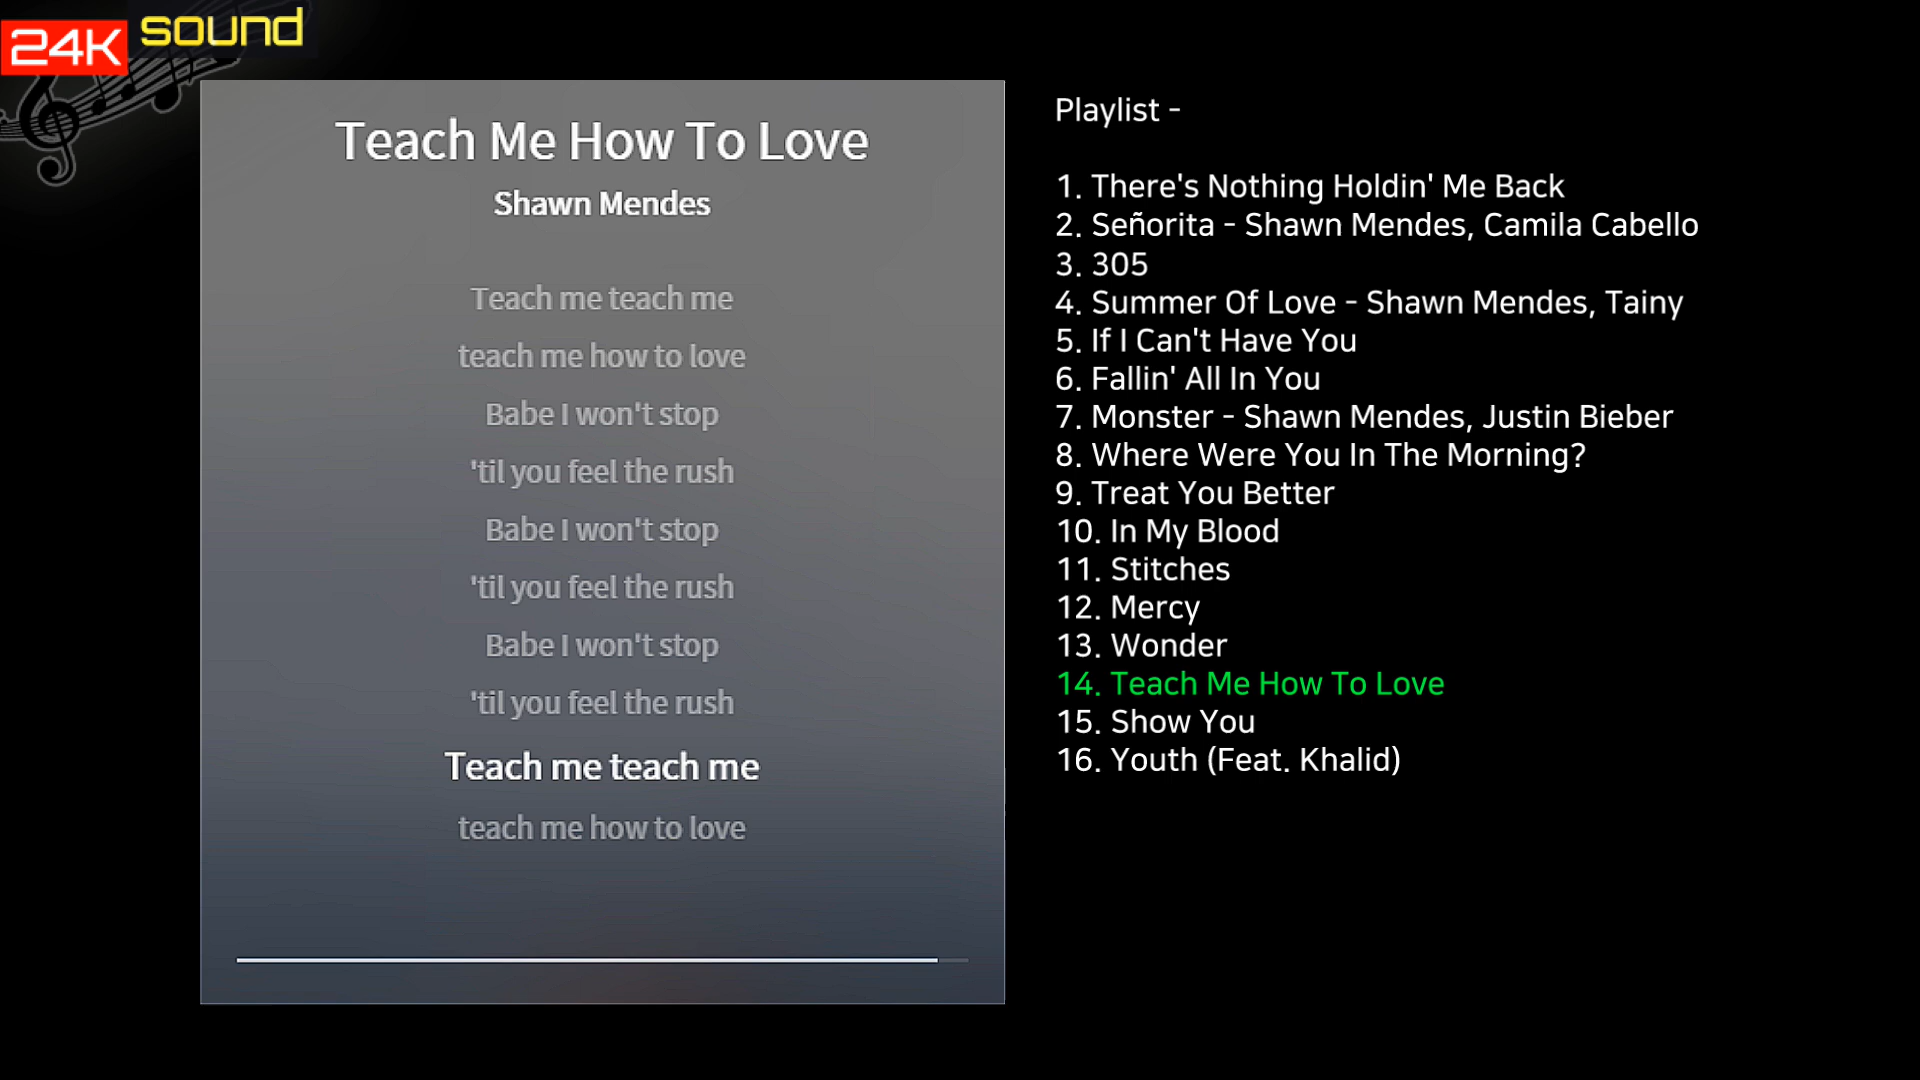 24K sound
Teach Me How To Love
Shawn Mendes
Teach me teach me
teach me how to love
Babe I won't stop
'til you feel the rush
Babe I won't stop
'til you feel the rush
Babe I won't stop
'til you feel the rush
Teach me teach me
teach me how to love
Playlist -
1. There's Nothing Holdin' Me Back
2. Señorita - Shawn Mendes, Camila Cabello
3. 305
4. Summer Of Love - Shawn Mendes, Tainy
5. If I Can't Have You
6. Fallin' All In You
7. Monster - Shawn Mendes, Justin Bieber
8. Where Were You In The Morning?
9. Treat You Better
10. In My Blood
11. Stitches
12. Mercy
13. Wonder
14. Teach Me How To Love
15. Show You
16. Youth (Feat. Khalid)